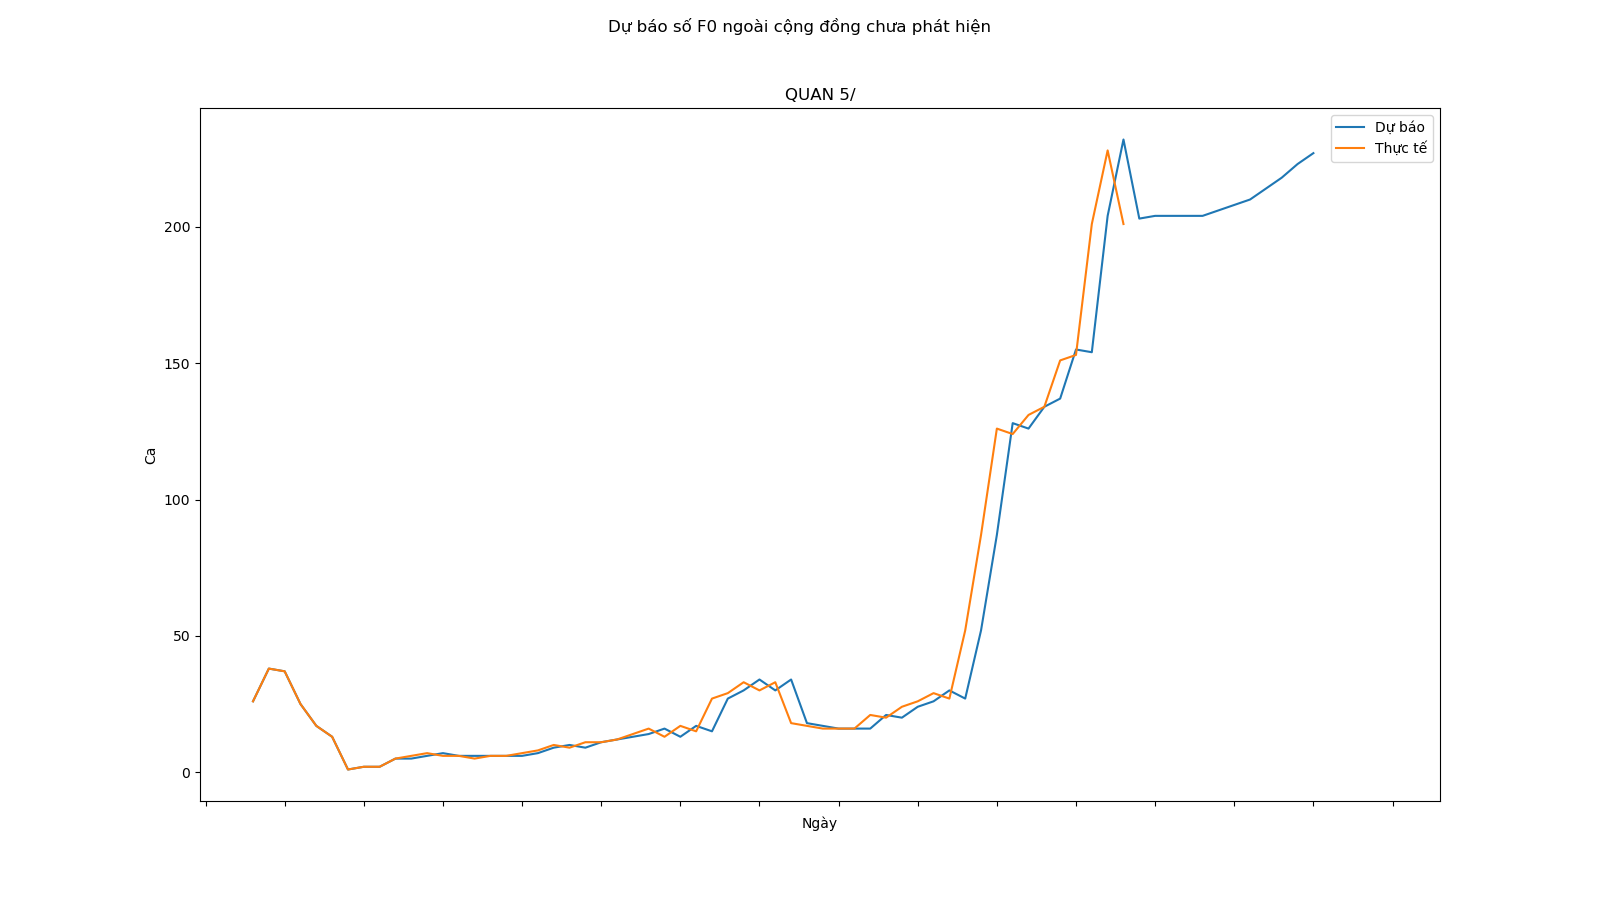 Dự báo số F0 ngoài cộng đồng chưa phát hiện
QUAN 5/
Dự báo
Thực tế
200
150
100
50
0
Ca
Ngày